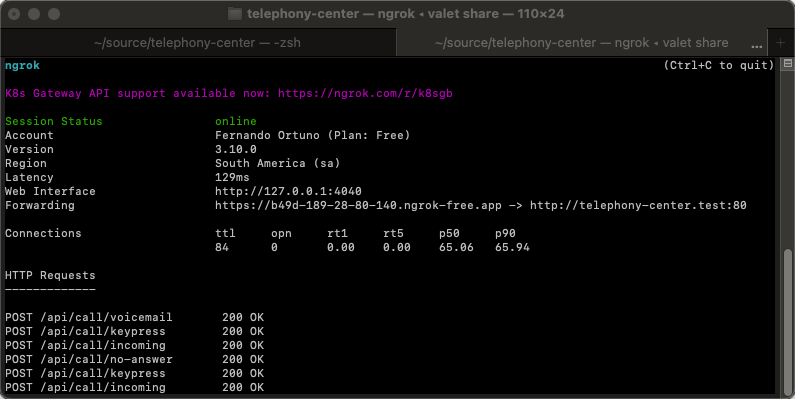 telephony-center — ngrok ◂ valet share — 110×24
~/source/telephony-center — -zsh
~/source/telephony-center — ngrok ◂ valet share ...
ngrok (Ctrl+C to quit)
K8s Gateway API support available now: https://ngrok.com/r/k8sgb
Session Status online
Account Fernando Ortuno (Plan: Free)
Version 3.10.0
Region South America (sa)
Latency 129ms
Web Interface http://127.0.0.1:4040
Forwarding https://b49d-189-28-80-140.ngrok-free.app -> http://telephony-center.test:80
Connections ttl opn rt1 rt5 p50 p90
84 0 0.00 0.00 65.06 65.94
HTTP Requests
-------------
POST /api/call/voicemail 200 OK
POST /api/call/keypress 200 OK
POST /api/call/incoming 200 OK
POST /api/call/no-answer 200 OK
POST /api/call/keypress 200 OK
POST /api/call/incoming 200 OK